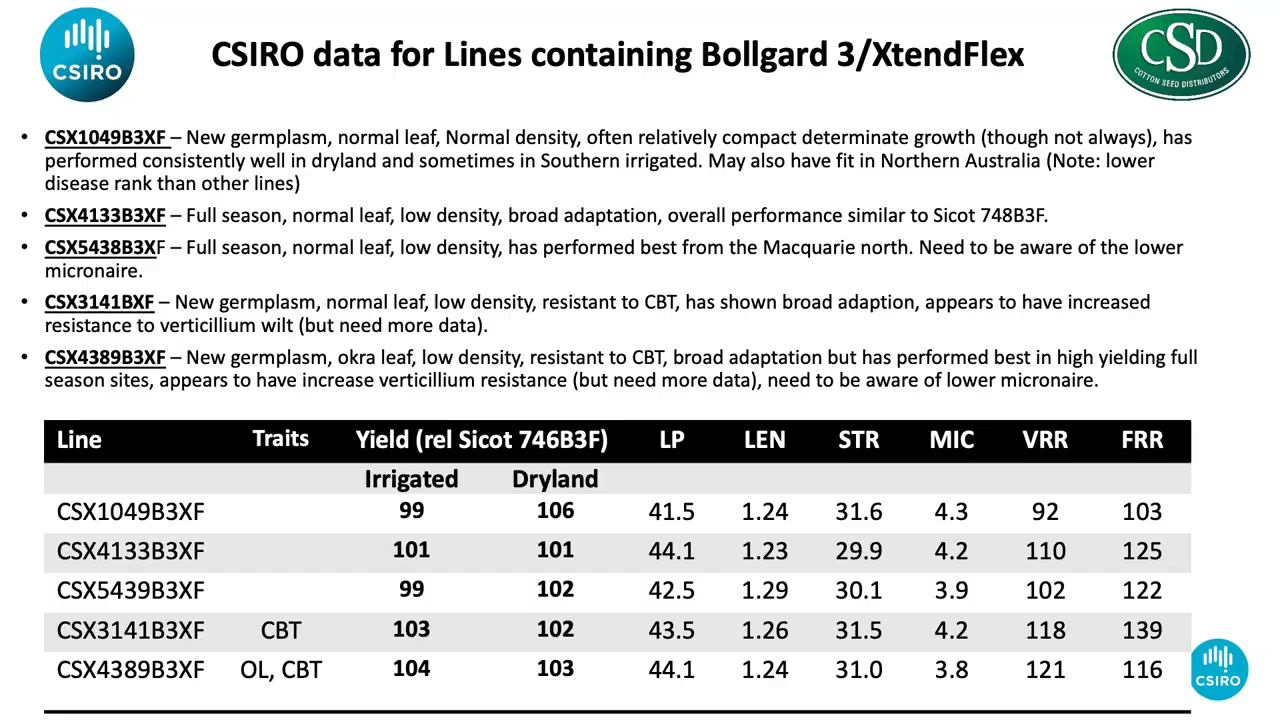 CSIRO
CSIRO data for Lines containing Bollgard 3/XtendFlex
CSD
COTTON SEED DISTRIBUTORS
• CSX1049B3XF – New germplasm, normal leaf, Normal density, often relatively compact determinate growth (though not always), has
performed consistently well in dryland and sometimes in Southern irrigated. May also have fit in Northern Australia (Note: lower
disease rank than other lines)
• CSX4133B3XF – Full season, normal leaf, low density, broad adaptation, overall performance similar to Sicot 748B3F.
• CSX5438B3XF – Full season, normal leaf, low density, has performed best from the Macquarie north. Need to be aware of the lower
micronaire.
• CSX3141BXF – New germplasm, normal leaf, low density, resistant to CBT, has shown broad adaption, appears to have increased
resistance to verticillium wilt (but need more data).
• CSX4389B3XF – New germplasm, okra leaf, low density, resistant to CBT, broad adaptation but has performed best in high yielding full
season sites, appears to have increase verticillium resistance (but need more data), need to be aware of lower micronaire.
Line Traits Yield (rel Sicot 746B3F) LP LEN STR MIC VRR FRR
Irrigated Dryland
CSX1049B3XF 99 106 41.5 1.24 31.6 4.3 92 103
CSX4133B3XF 101 101 44.1 1.23 29.9 4.2 110 125
CSX5439B3XF 99 102 42.5 1.29 30.1 3.9 102 122
CSX3141B3XF CBT 103 102 43.5 1.26 31.5 4.2 118 139
CSX4389B3XF OL, CBT 104 103 44.1 1.24 31.0 3.8 121 116
CSIRO